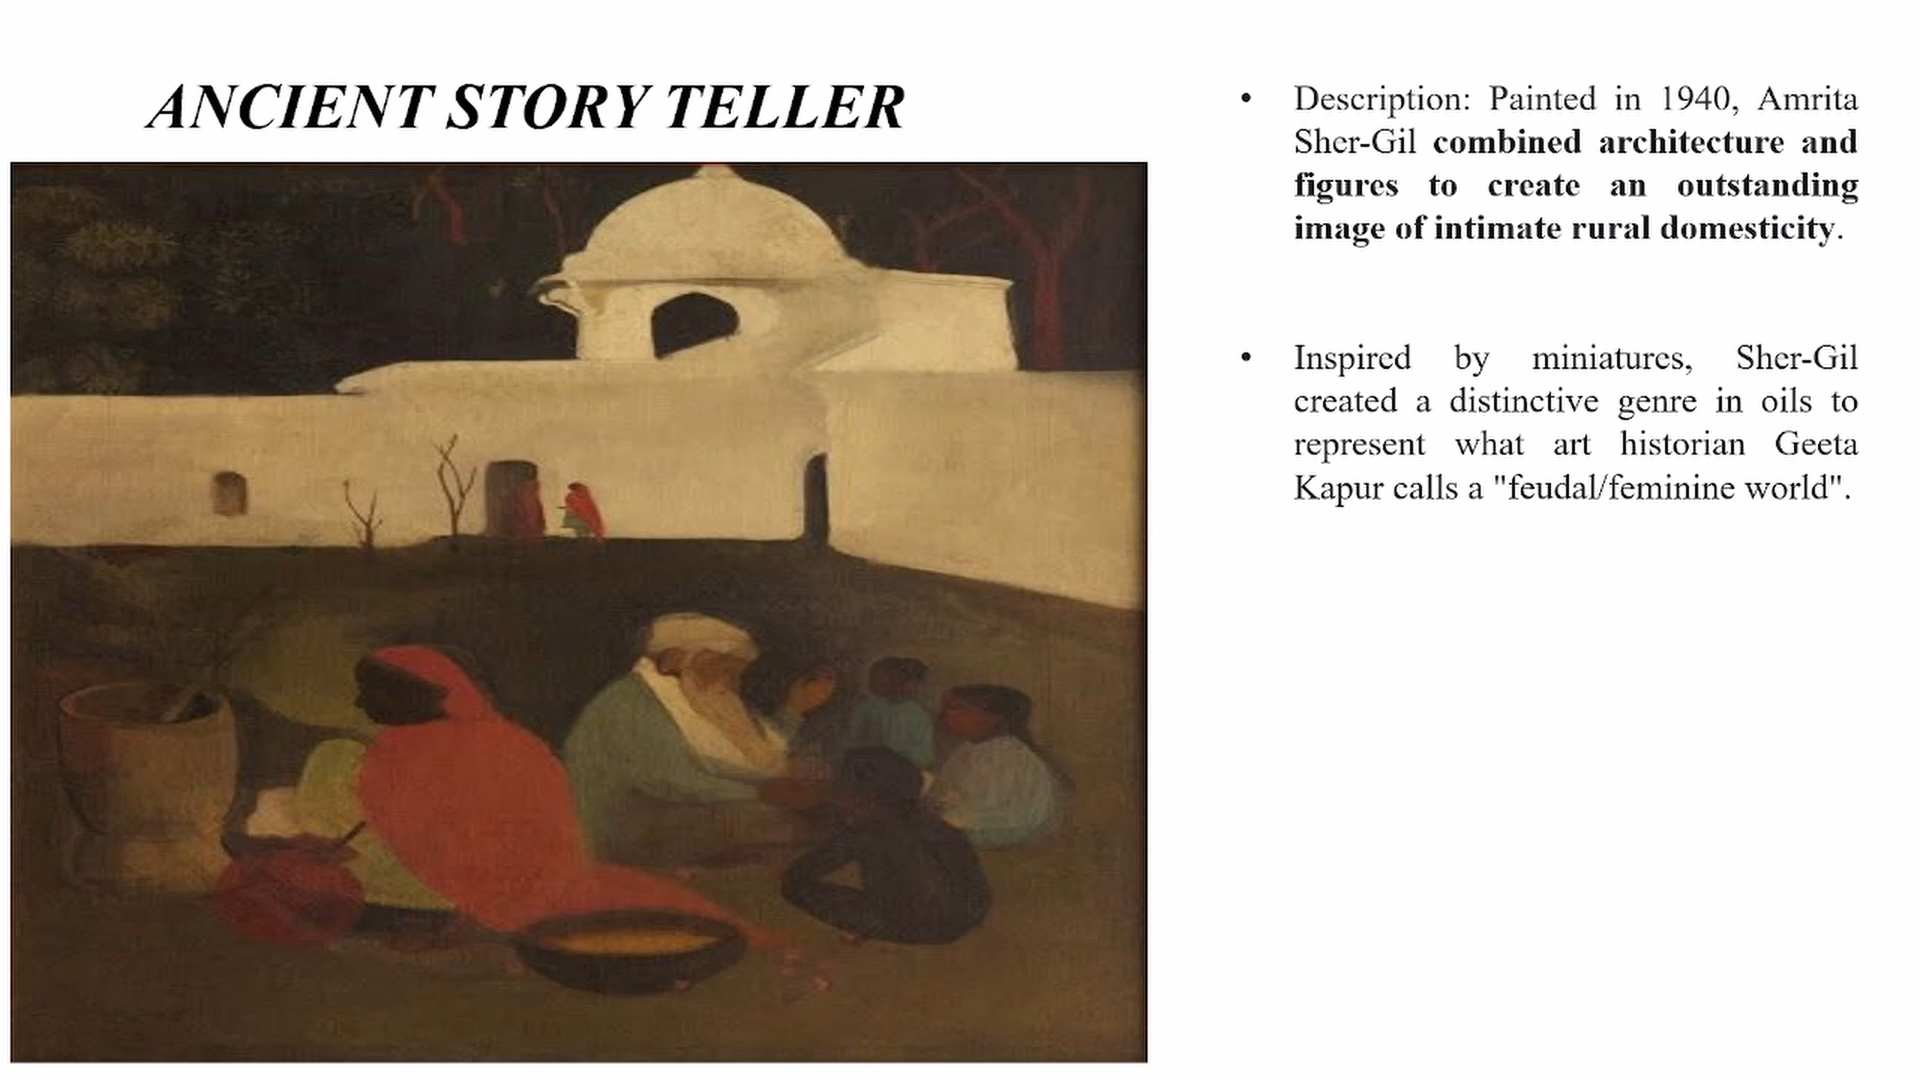 ANCIENT STORY TELLER
• Description: Painted in 1940, Amrita
Sher-Gil combined architecture and
figures to create an outstanding
image of intimate rural domesticity.
• Inspired by miniatures, Sher-Gil
created a distinctive genre in oils to
represent what art historian Geeta
Kapur calls a "feudal/feminine world".